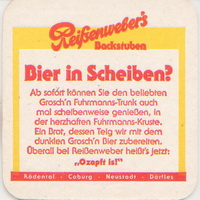 Reißenweber's
Backstuben
Bier in Scheiben?
Ab sofort können Sie den beliebten
Grosch'n Fuhrmanns-Trunk auch
mal scheibenweise genießen, in
der herzhaften Fuhrmanns-Kruste.
Ein Brot, dessen Teig wir mit dem
dunklen Grosch'n Bier zubereiten.
Überall bei Reißenweber heißt's jetzt:
„Ozapft is!"
Rödental · Coburg · Neustadt · Dörfles